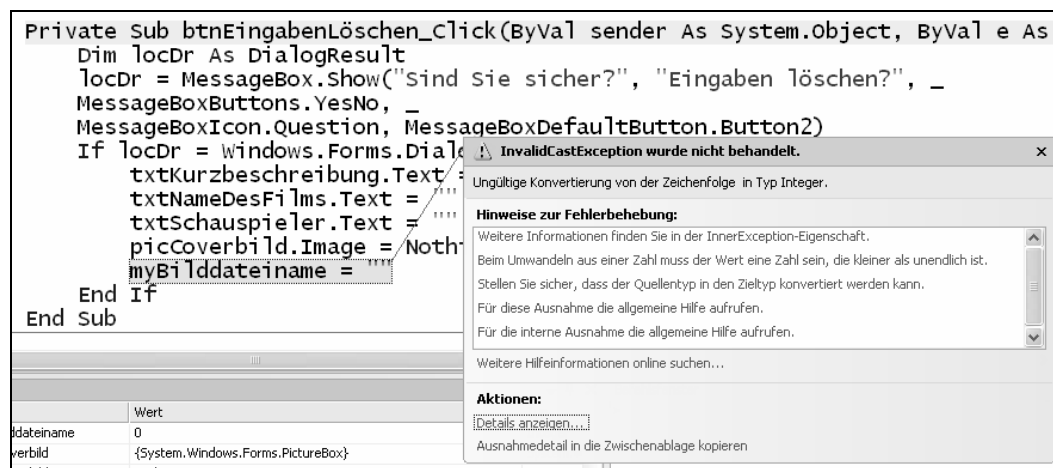 Private Sub btnEingabenLöschen_Click(ByVal sender As System.Object, ByVal e As
Dim locDr As DialogResult
locDr = MessageBox.Show("Sind Sie sicher?", "Eingaben löschen?", _
MessageBoxButtons.YesNo, _
MessageBoxIcon.Question, MessageBoxDefaultButton.Button2)
If locDr = Windows.Forms.Dialo
txtKurzbeschreibung.Text =
txtNameDesFilms.Text = ""
txtSchauspieler.Text = ""
picCoverbild.Image = Nothi
myBilddateiname = ""
End If
End Sub
InvalidCastException wurde nicht behandelt.
Ungültige Konvertierung von der Zeichenfolge in Typ Integer.
Hinweise zur Fehlerbehebung:
Weitere Informationen finden Sie in der InnerException-Eigenschaft.
Beim Umwandeln aus einer Zahl muss der Wert eine Zahl sein, die kleiner als unendlich ist.
Stellen Sie sicher, dass der Quellentyp in den Zieltyp konvertiert werden kann.
Für diese Ausnahme die allgemeine Hilfe aufrufen.
Für die interne Ausnahme die allgemeine Hilfe aufrufen.
Weitere Hilfeinformationen online suchen...
Aktionen:
Details anzeigen...
Ausnahmedetail in die Zwischenablage kopieren
Wert
ddateiname 0
verbild {System.Windows.Forms.PictureBox}